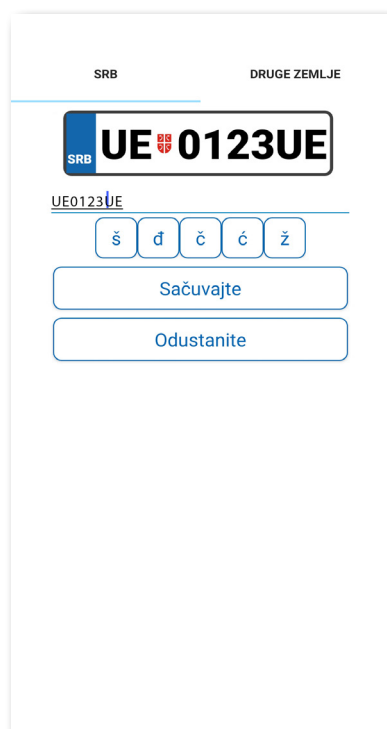 SRB DRUGE ZEMLJE
SRB UE 0123UE
UE0123UE
š đ č ć ž
Sačuvajte
Odustanite